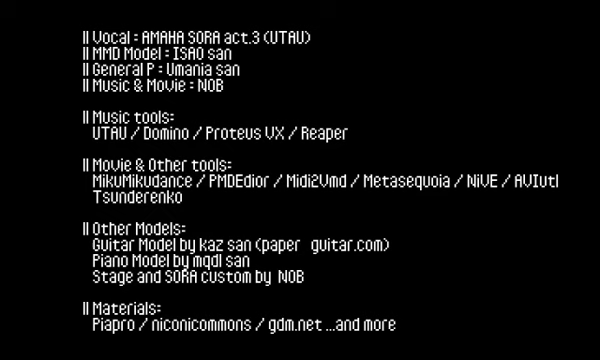 || Vocal : AMAHA SORA act.3 (UTAU)
|| MMD Model : ISAO san
|| General P : Umania san
|| Music & Movie : NOB
|| Music tools:
UTAU / Domino / Proteus VX / Reaper
|| Movie & Other tools:
MikuMikudance / PMDEdior / Midi2Vmd / Metasequoia / NiVE / AVIutl
Tsunderenko
|| Other Models:
Guitar Model by kaz san (paper guitar.com)
Piano Model by mqdl san
Stage and SORA custom by NOB
|| Materials:
Piapro / niconicommons / gdm.net ...and more